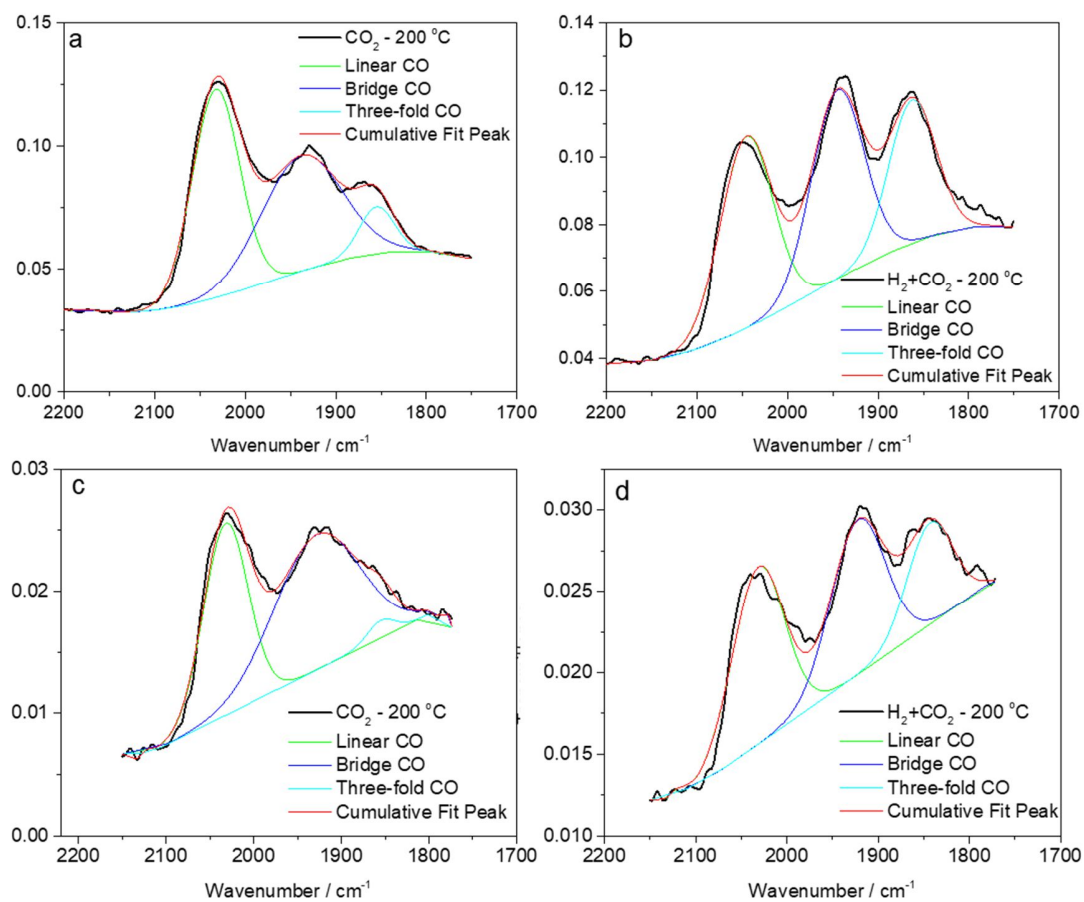 a
0.15
0.10
0.05
0.00
CO₂ - 200 °C
Linear CO
Bridge CO
Three-fold CO
Cumulative Fit Peak
2200 2100 2000 1900 1800 1700
Wavenumber / cm⁻¹
b
0.14
0.12
0.10
0.08
0.06
0.04
H₂+CO₂ - 200 °C
Linear CO
Bridge CO
Three-fold CO
Cumulative Fit Peak
2200 2100 2000 1900 1800 1700
Wavenumber / cm⁻¹
c
0.03
0.02
0.01
0.00
CO₂ - 200 °C
Linear CO
Bridge CO
Three-fold CO
Cumulative Fit Peak
2200 2100 2000 1900 1800 1700
Wavenumber / cm⁻¹
d
0.030
0.025
0.020
0.015
0.010
H₂+CO₂ - 200 °C
Linear CO
Bridge CO
Three-fold CO
Cumulative Fit Peak
2200 2100 2000 1900 1800 1700
Wavenumber / cm⁻¹